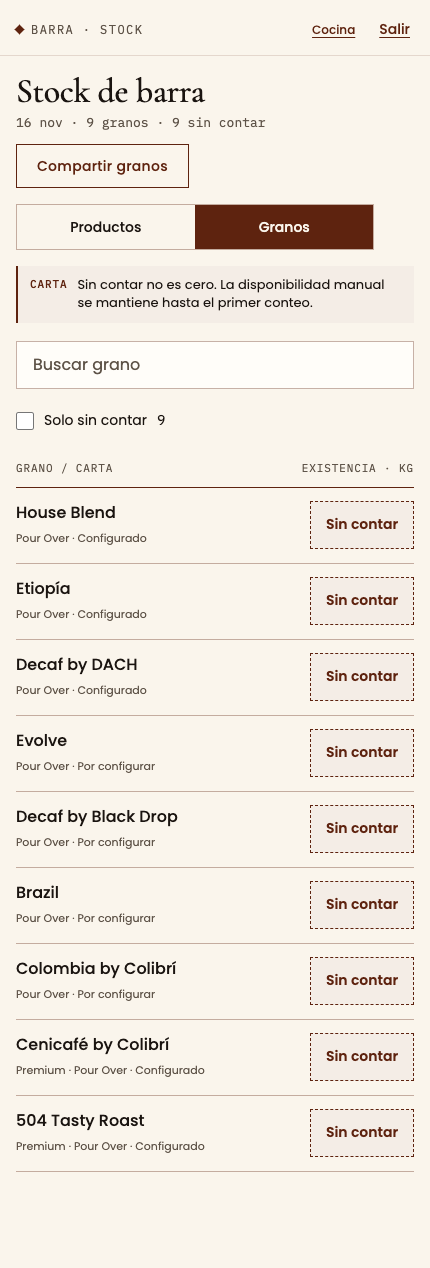 BARRA · STOCK
Cocina
Salir
Stock de barra
16 nov · 9 granos · 9 sin contar
Compartir granos
Productos
Granos
CARTA
Sin contar no es cero. La disponibilidad manual
se mantiene hasta el primer conteo.
Buscar grano
Solo sin contar 9
GRANO / CARTA
EXISTENCIA · KG
House Blend
Pour Over · Configurado
Sin contar
Etiopía
Pour Over · Configurado
Sin contar
Decaf by DACH
Pour Over · Configurado
Sin contar
Evolve
Pour Over · Por configurar
Sin contar
Decaf by Black Drop
Pour Over · Por configurar
Sin contar
Brazil
Pour Over · Por configurar
Sin contar
Colombia by Colibrí
Pour Over · Por configurar
Sin contar
Cenicafé by Colibrí
Premium · Pour Over · Configurado
Sin contar
504 Tasty Roast
Premium · Pour Over · Configurado
Sin contar